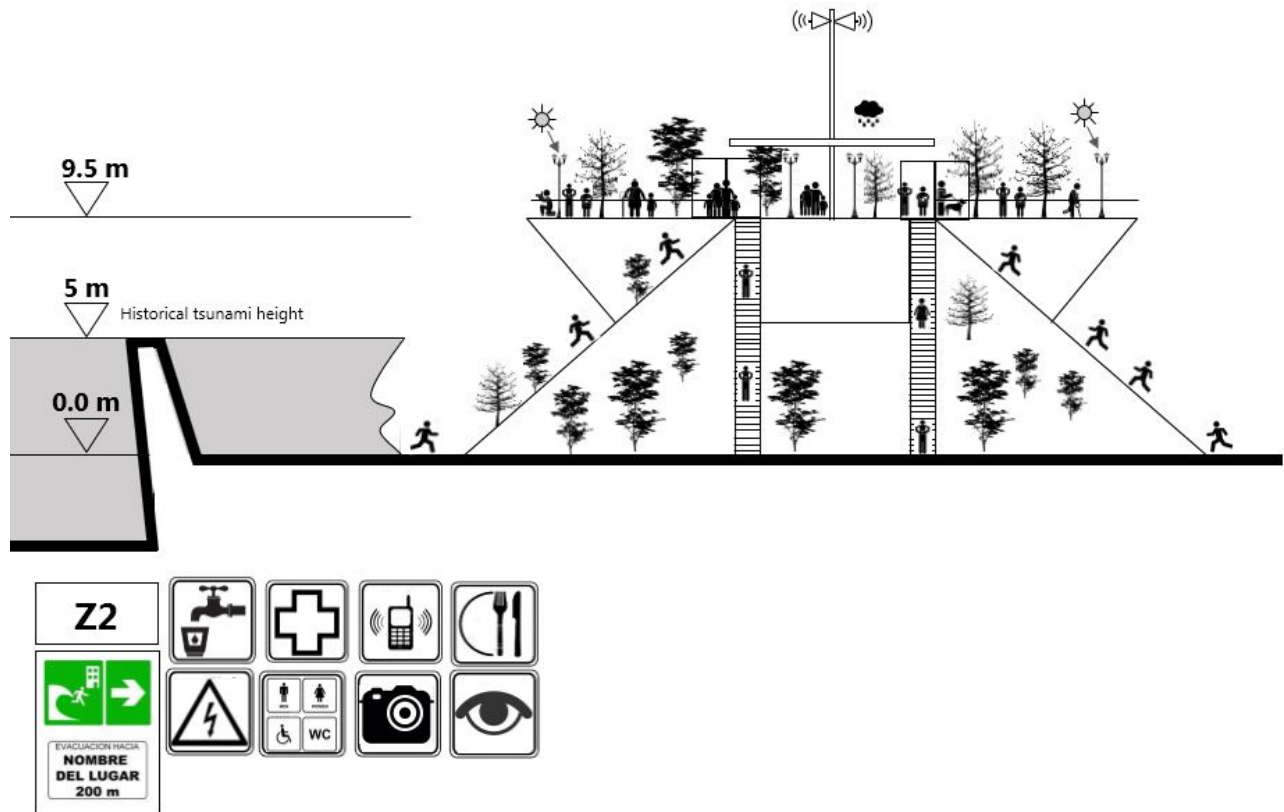 9.5 m
5 m
Historical tsunami height
0.0 m
Z2
WC
EVACUACION HACIA
NOMBRE
DEL LUGAR
200 m